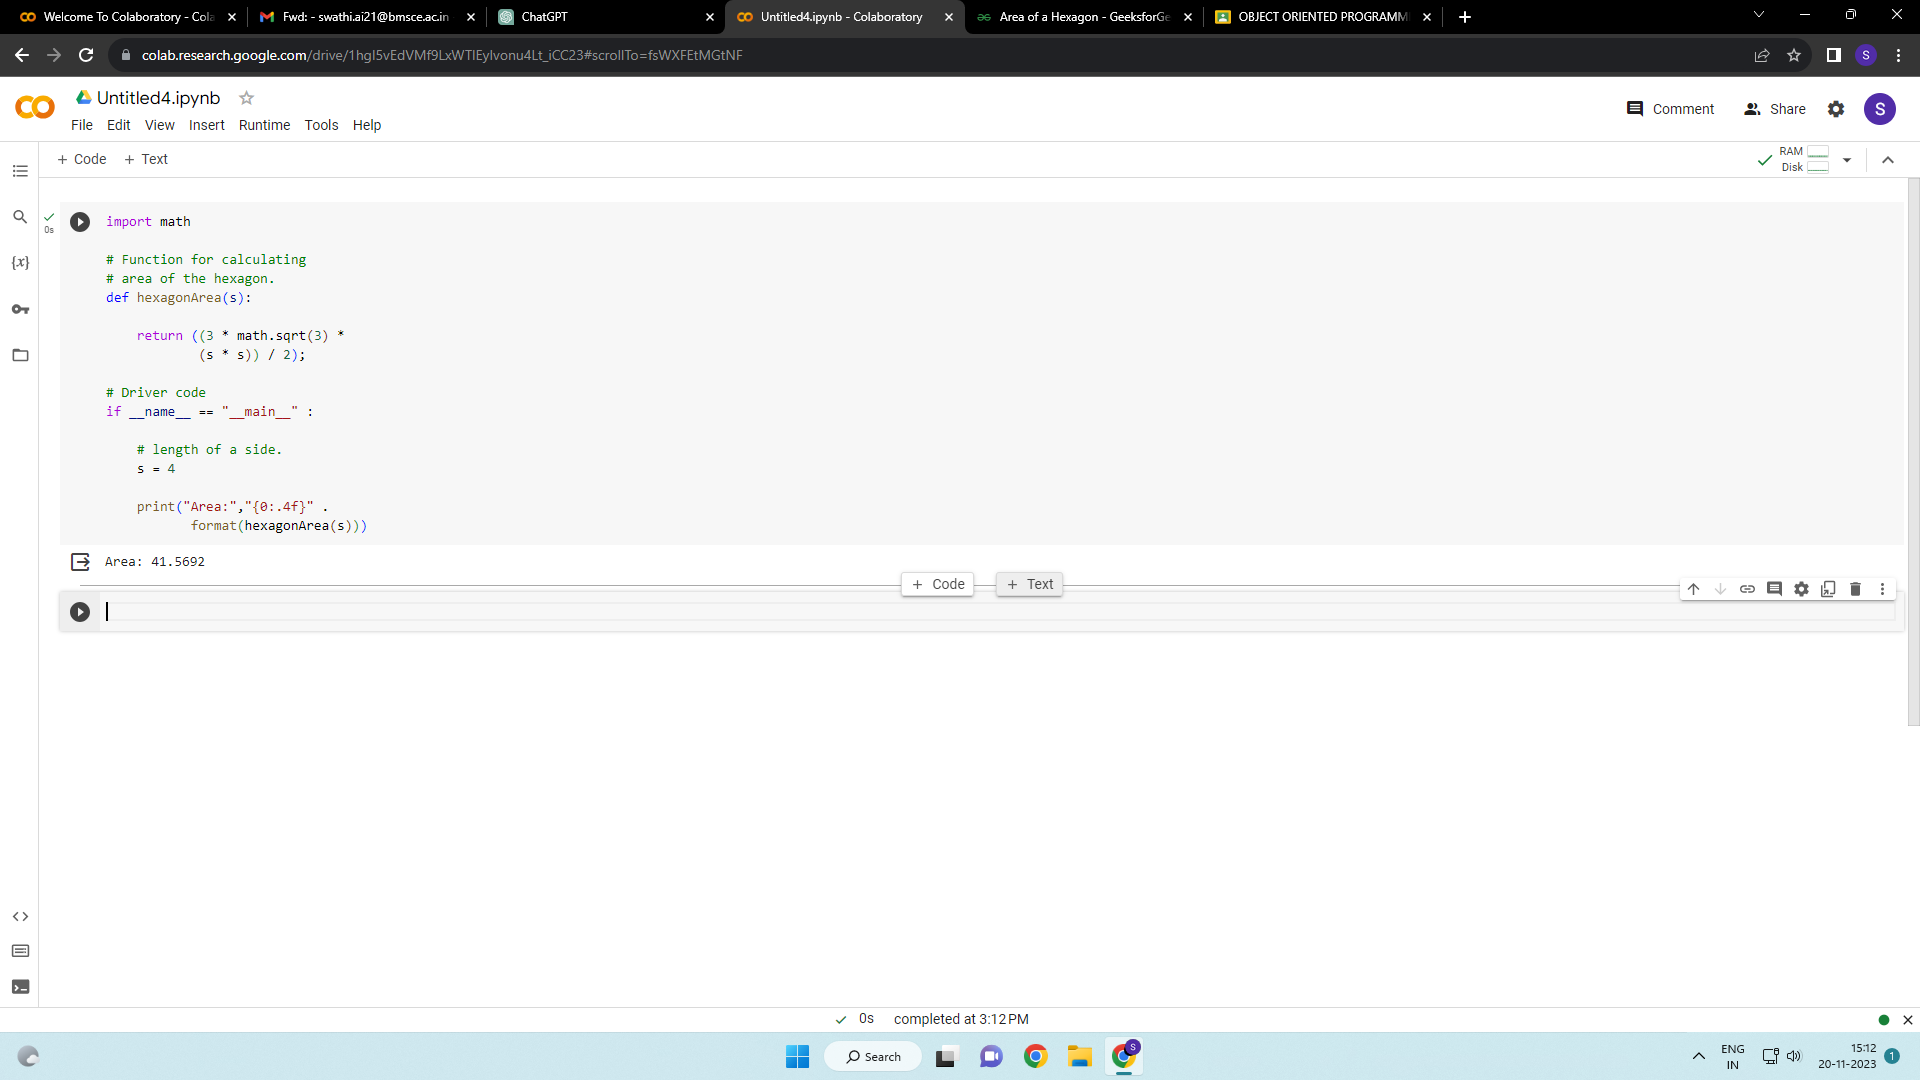 Welcome To Colaboratory - Cola
Fwd: - swathi.ai21@bmsce.ac.in
ChatGPT
Untitled4.ipynb - Colaboratory
Area of a Hexagon - GeeksforGe
OBJECT ORIENTED PROGRAMM
colab.research.google.com/drive/1hgI5vEdVMf9LxWTlEylvonu4Lt_iCC23#scrollTo=fsWXFEtMGtNF
S
Untitled4.ipynb
Comment
Share
S
File Edit View Insert Runtime Tools Help
+ Code + Text
RAM
Disk
{x}
0s
import math
# Function for calculating
# area of the hexagon.
def hexagonArea(s):
return ((3 * math.sqrt(3) *
(s * s)) / 2);
# Driver code
if __name__ == "__main__" :
# length of a side.
s = 4
print("Area:","{0:.4f}" .
format(hexagonArea(s)))
Area: 41.5692
+ Code + Text
0s completed at 3:12 PM
Search
S
ENG
IN
15:12
20-11-2023
1